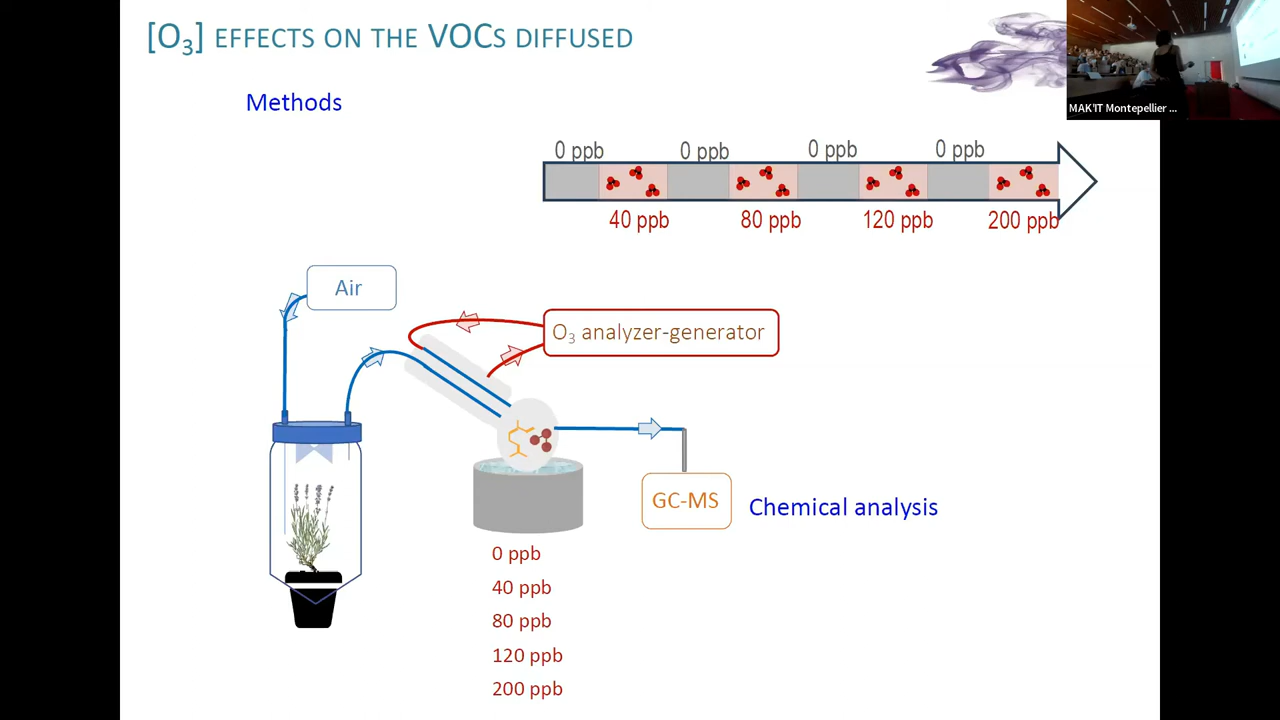 [O₃] EFFECTS ON THE VOCS DIFFUSED
MAK'IT Montepellier ...
Methods
0 ppb 0 ppb 0 ppb 0 ppb
40 ppb 80 ppb 120 ppb 200 ppb
Air
O₃ analyzer-generator
GC-MS
Chemical analysis
0 ppb
40 ppb
80 ppb
120 ppb
200 ppb